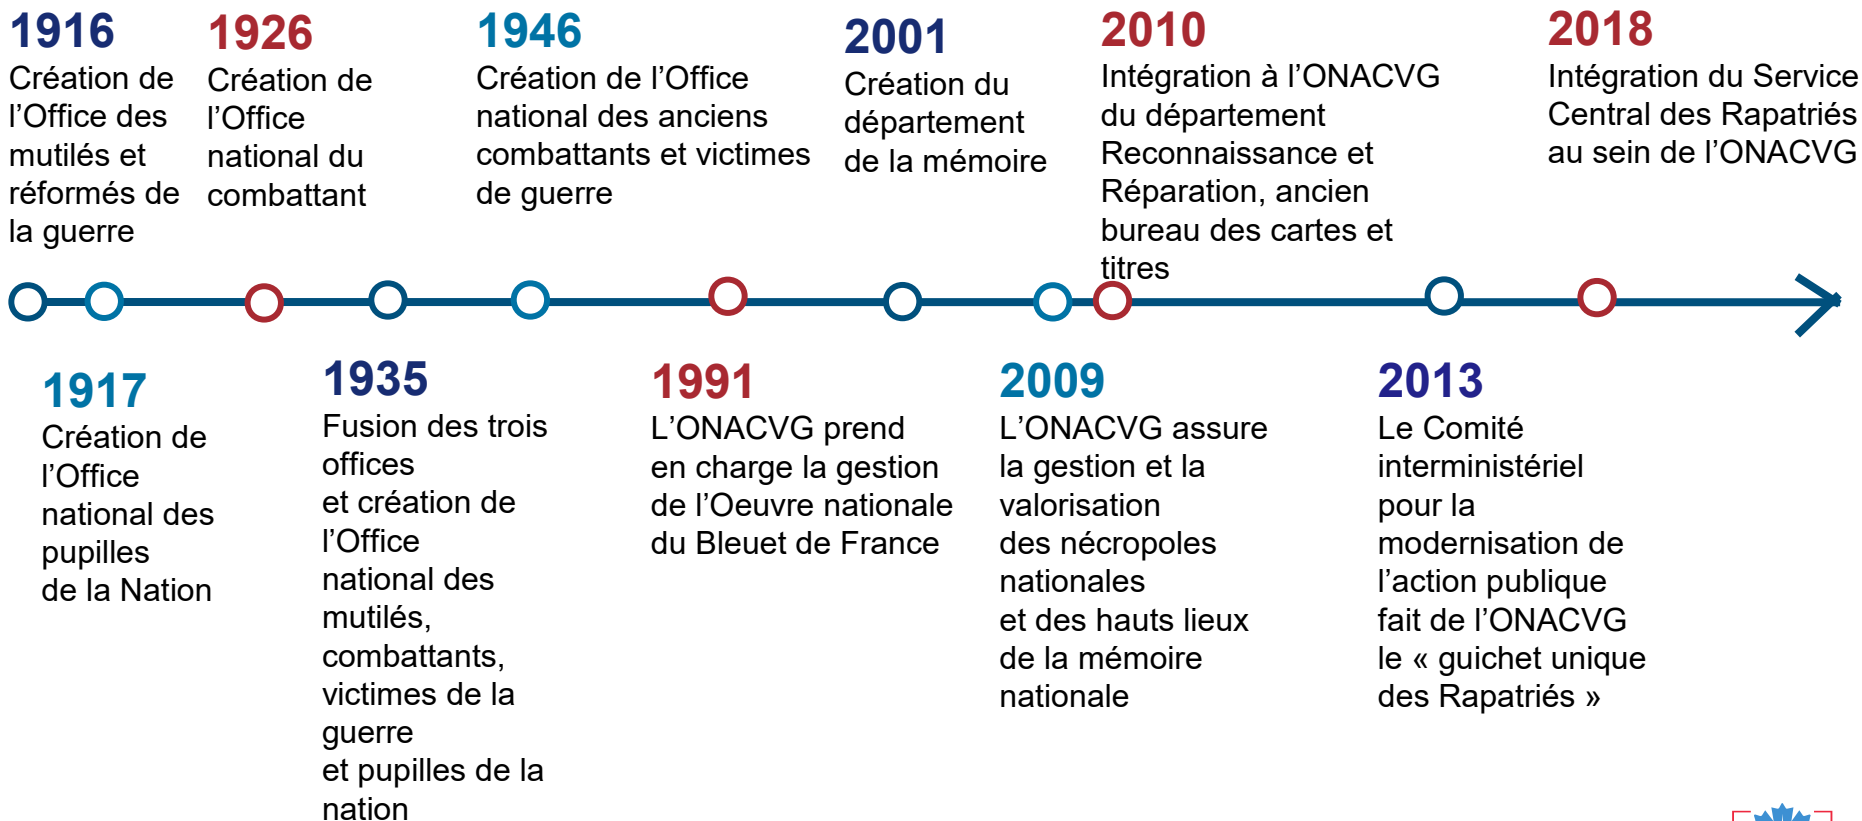 1916
Création de
l’Office des
mutilés et
réformés de
la guerre
1926
Création de
l’Office
national du
combattant
1946
Création de l’Office
national des anciens
combattants et victimes
de guerre
2001
Création du
département
de la mémoire
2010
Intégration à l’ONACVG
du département
Reconnaissance et
Réparation, ancien
bureau des cartes et
titres
2018
Intégration du Service
Central des Rapatriés
au sein de l’ONACVG
1917
Création de
l’Office
national des
pupilles
de la Nation
1935
Fusion des trois
offices
et création de
l’Office
national des
mutilés,
combattants,
victimes de la
guerre
et pupilles de la
nation
1991
L’ONACVG prend
en charge la gestion
de l’Oeuvre nationale
du Bleuet de France
2009
L’ONACVG assure
la gestion et la
valorisation
des nécropoles
nationales
et des hauts lieux
de la mémoire
nationale
2013
Le Comité
interministériel
pour la
modernisation de
l’action publique
fait de l’ONACVG
le « guichet unique
des Rapatriés »